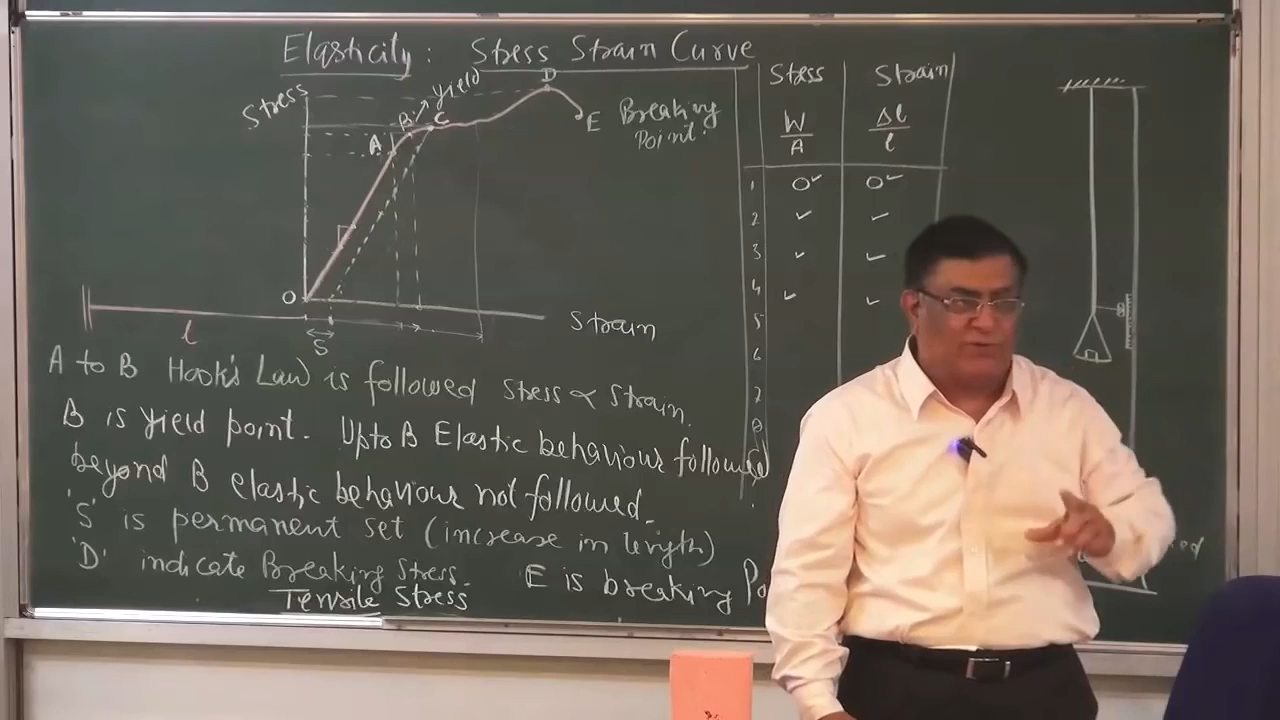 Elasticity : Stress Strain Curve
Stress
A
B
Yield
C
D
E Breaking
Point.
O
Strain
l
S
Stress Strain
W/A Δl/l
1 0✓ 0✓
2 ✓ ✓
3 ✓ ✓
4 ✓ ✓
5
6
7
8
A to B Hook's Law is followed Stress ∝ Strain.
B is yield point. Upto B Elastic behaviour followed
beyond B elastic behaviour not followed.
'S' is permanent set (increase in length)
'D' indicate Breaking Stress. E is breaking Po
Tensile Stress